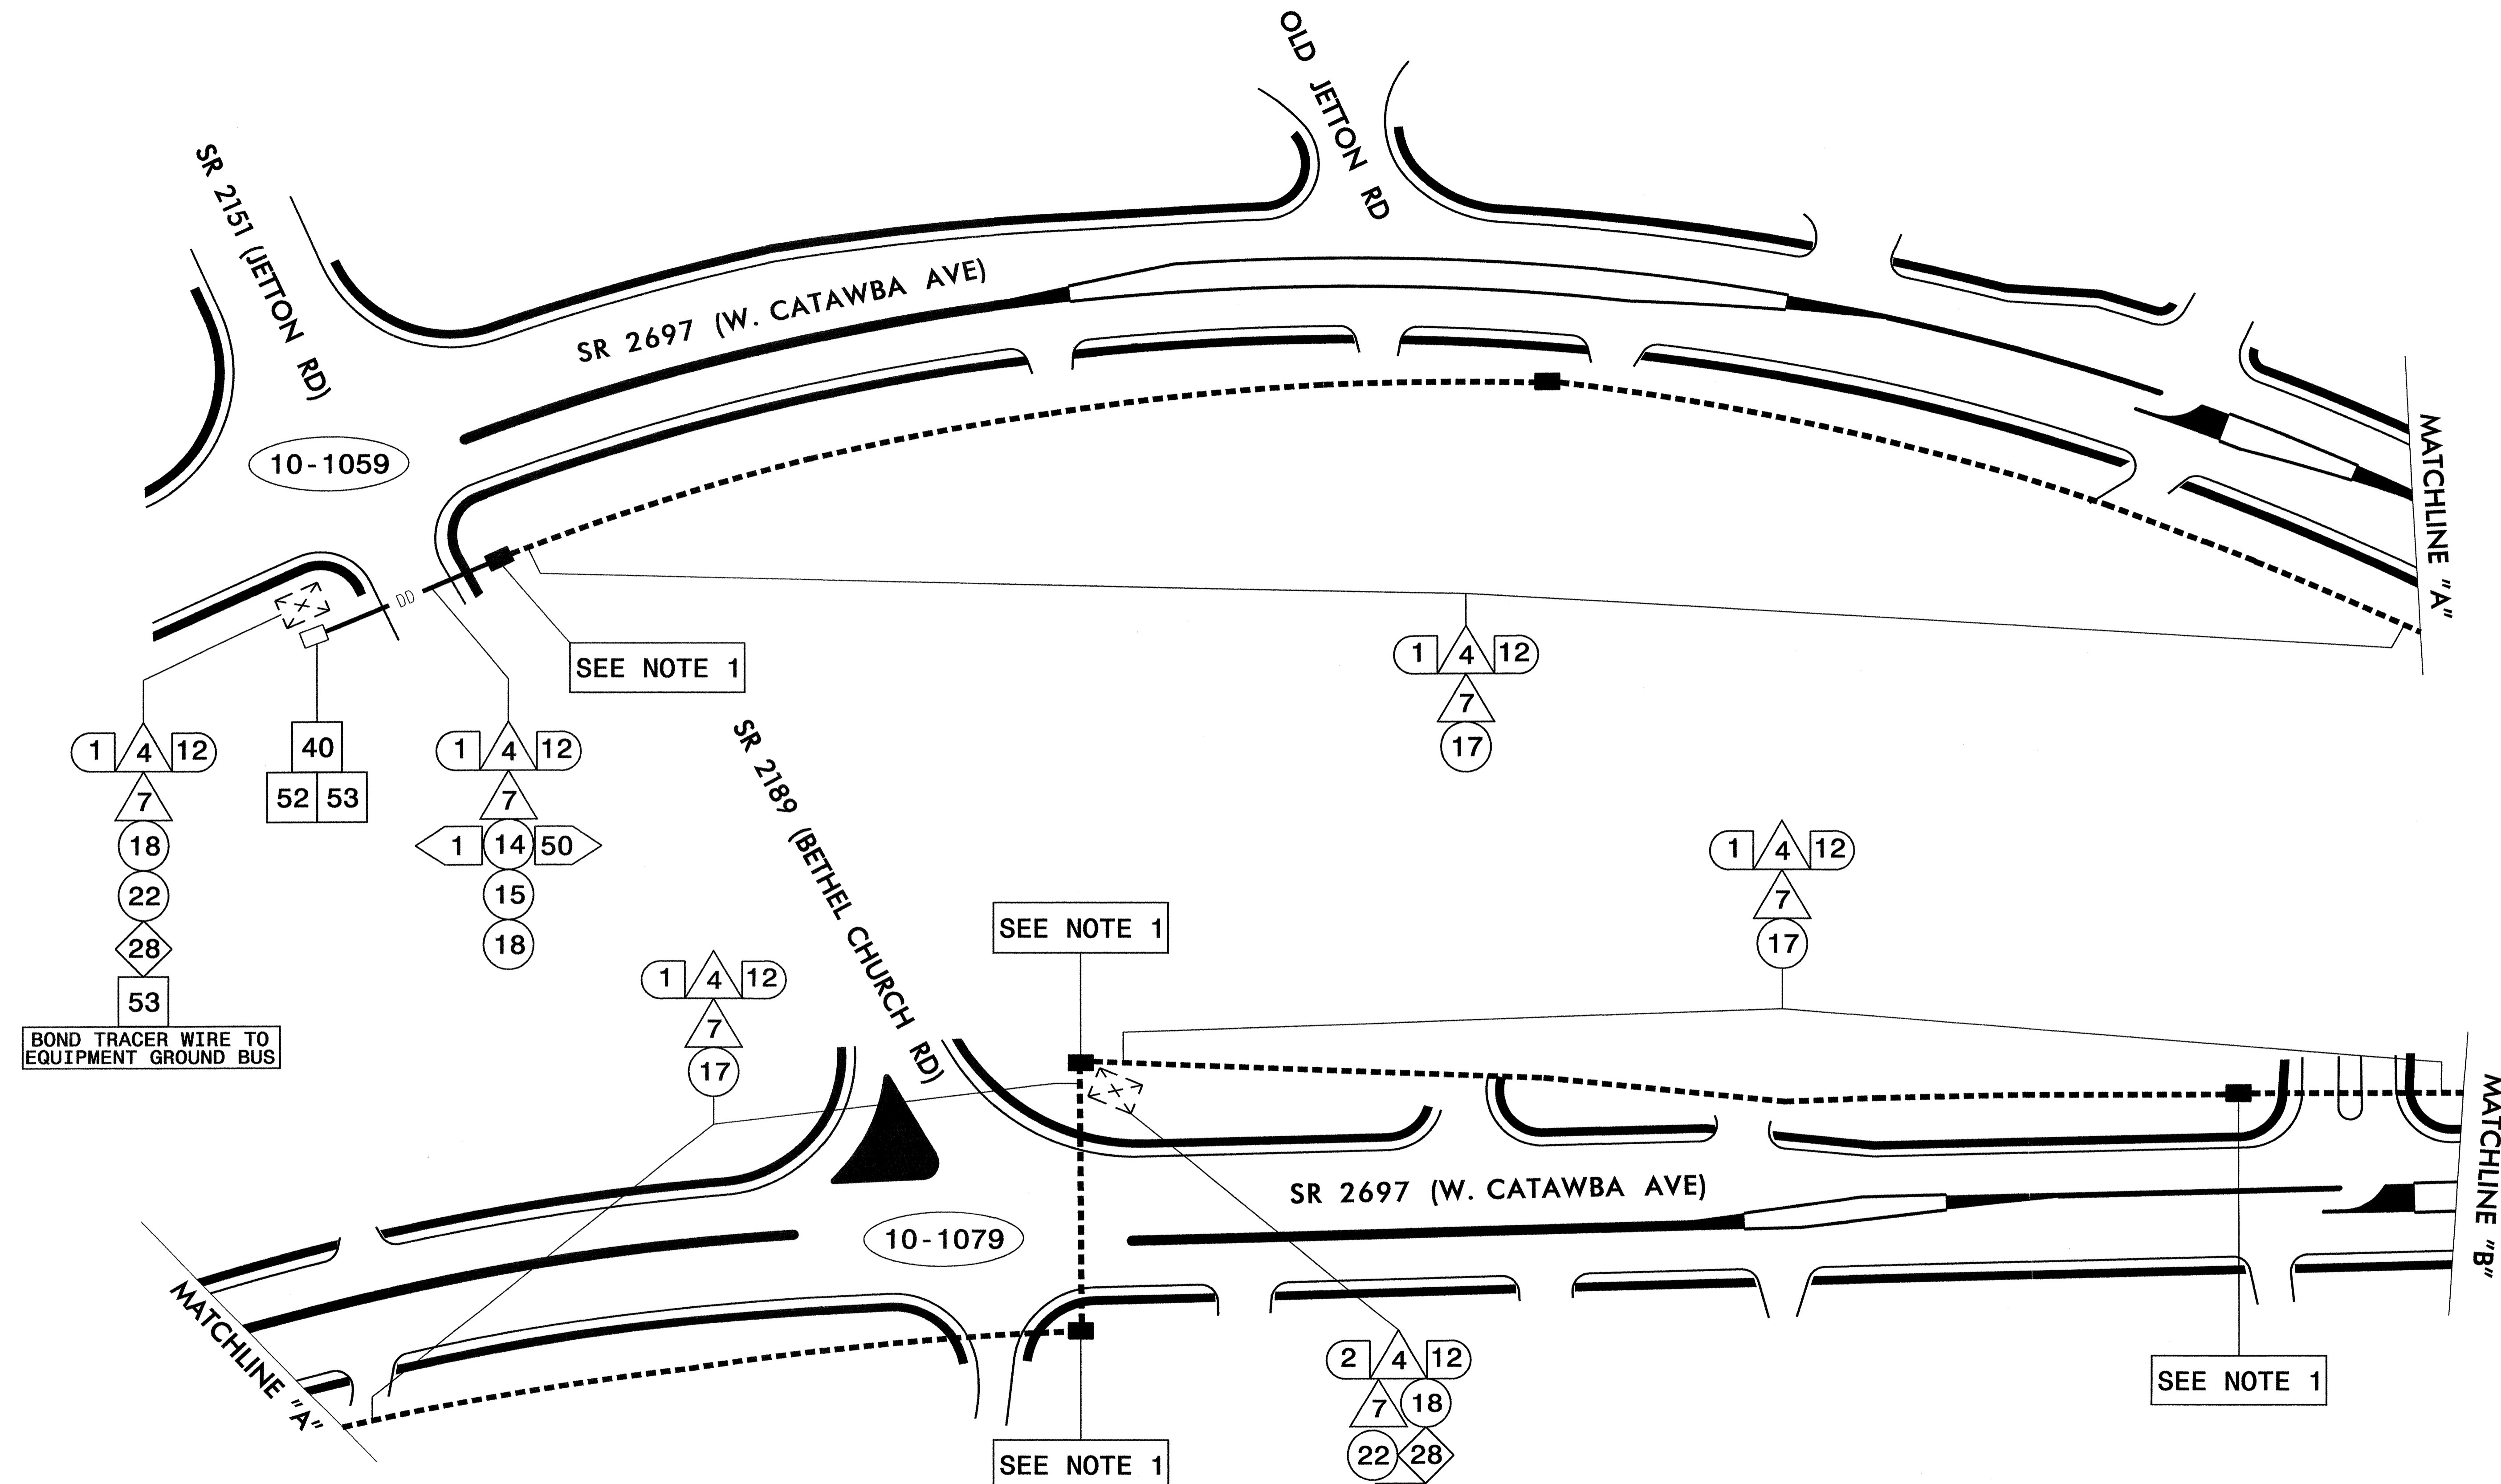 OLD JETTON RD
SR 2151 (JETTON RD)
SR 2697 (W. CATAWBA AVE)
10-1059
MATCHLINE "A"
DD
SEE NOTE 1
1 4 12
7
17
1 4 12
7
18
22
28
53
BOND TRACER WIRE TO
EQUIPMENT GROUND BUS
40
52 53
1 4 12
7
1 14 50
15
18
SR 2189 (BETHEL CHURCH RD)
1 4 12
7
17
SEE NOTE 1
1 4 12
7
17
SR 2697 (W. CATAWBA AVE)
10-1079
MATCHLINE "A"
MATCHLINE "B"
2 4 12
7 18
22 28
SEE NOTE 1
SEE NOTE 1